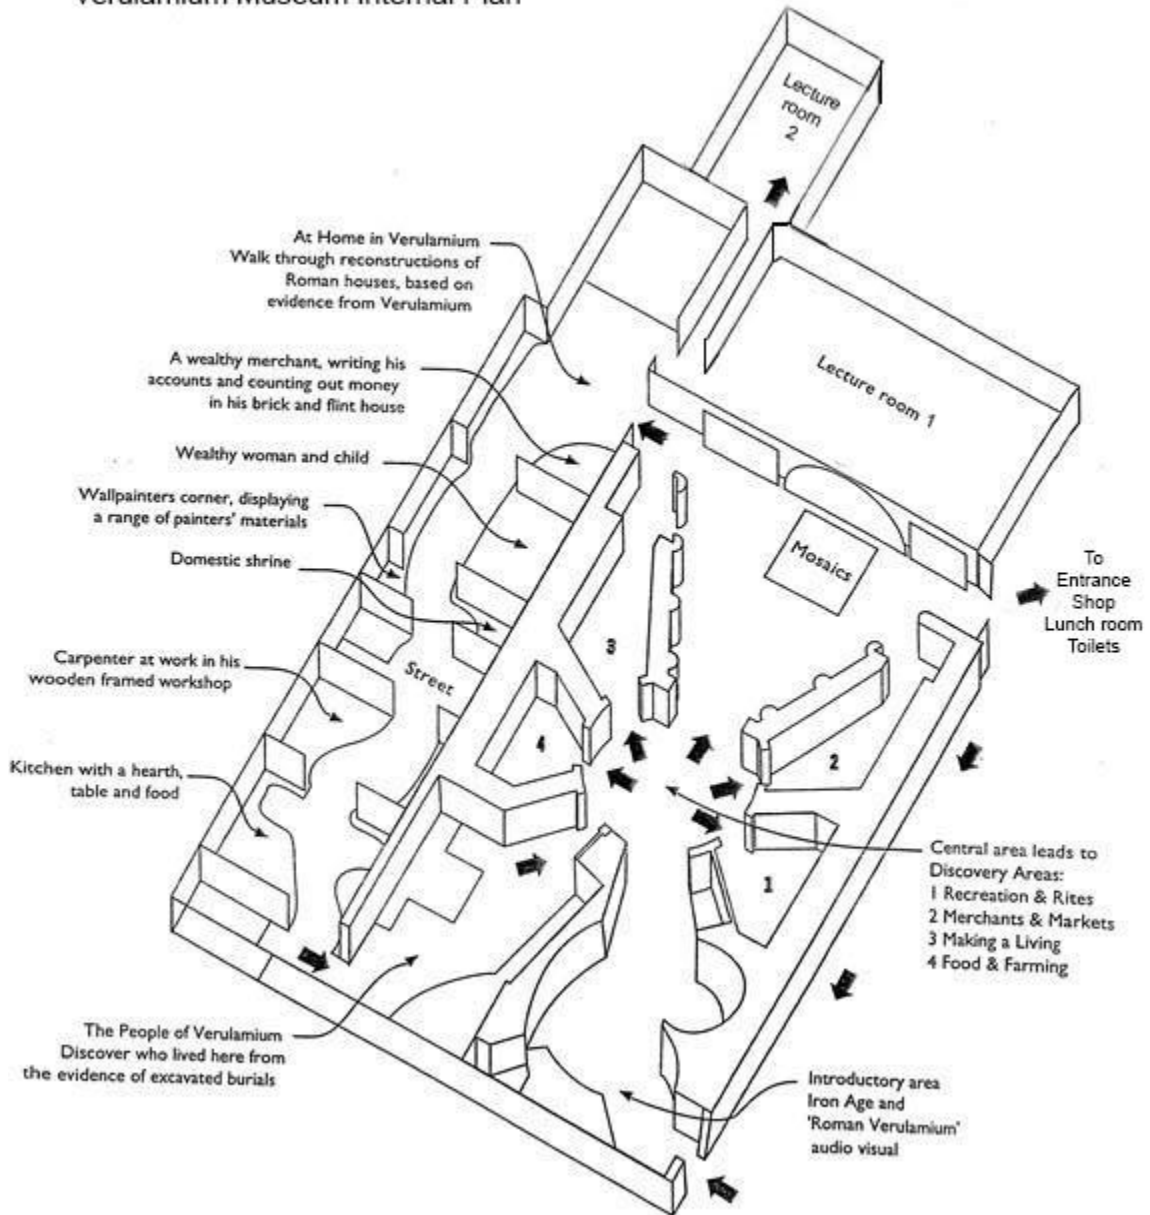 Verulamium Museum Internal Plan
Lecture
room
2
At Home in Verulamium
Walk through reconstructions of
Roman houses, based on
evidence from Verulamium
Lecture room 1
A wealthy merchant, writing his
accounts and counting out money
in his brick and flint house
Wealthy woman and child
Wallpainters corner, displaying
a range of painters' materials
Domestic shrine
Mosaics
To
Entrance
Shop
Lunch room
Toilets
Carpenter at work in his
wooden framed workshop
Street
3
4
2
Kitchen with a hearth,
table and food
1
Central area leads to
Discovery Areas:
1 Recreation & Rites
2 Merchants & Markets
3 Making a Living
4 Food & Farming
The People of Verulamium
Discover who lived here from
the evidence of excavated burials
Introductory area
Iron Age and
'Roman Verulamium'
audio visual